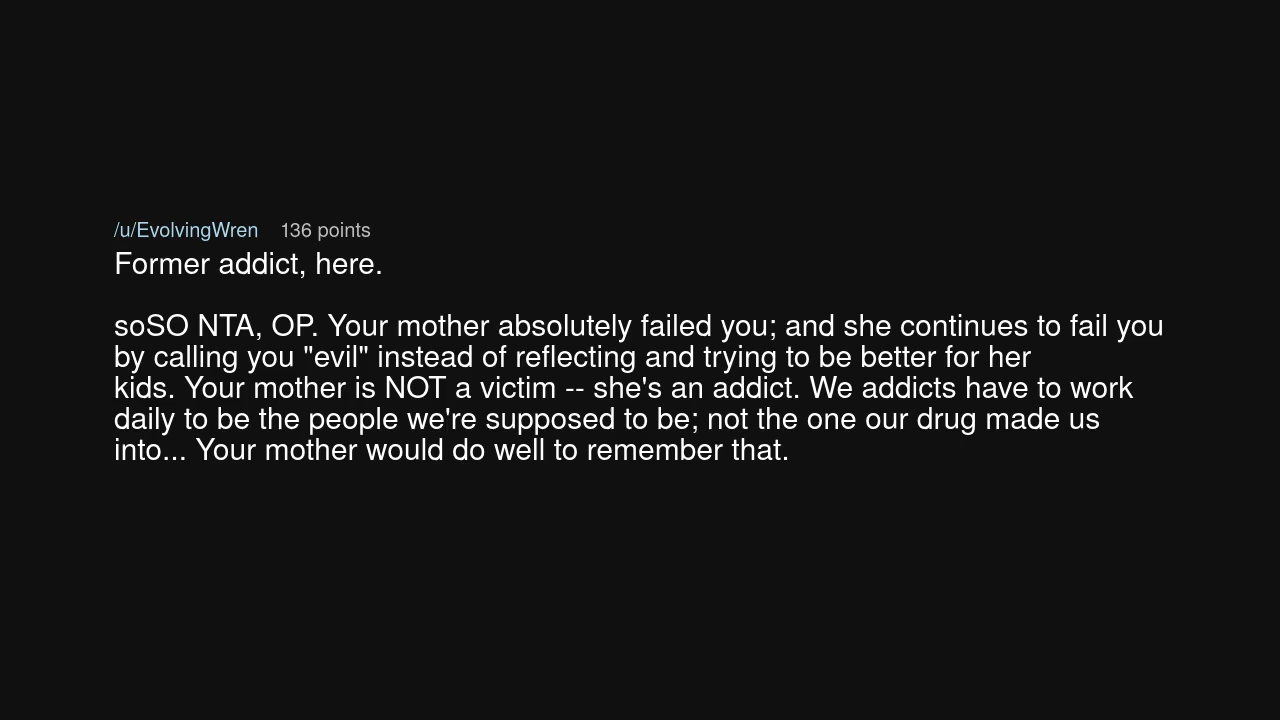 /u/EvolvingWren 136 points
Former addict, here.
soSO NTA, OP. Your mother absolutely failed you; and she continues to fail you
by calling you "evil" instead of reflecting and trying to be better for her
kids. Your mother is NOT a victim -- she's an addict. We addicts have to work
daily to be the people we're supposed to be; not the one our drug made us
into... Your mother would do well to remember that.